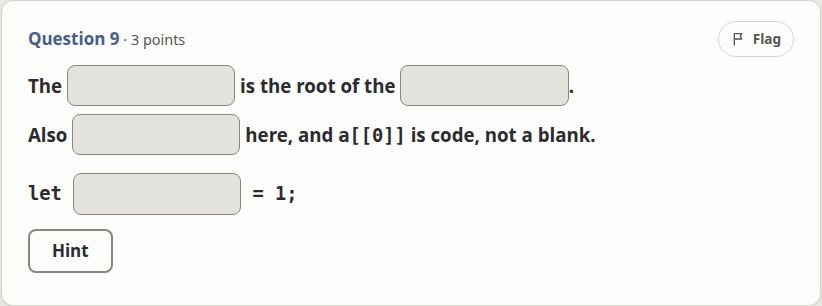 Question 9 · 3 points
Flag
The is the root of the .
Also here, and a[[0]] is code, not a blank.
let = 1;
Hint